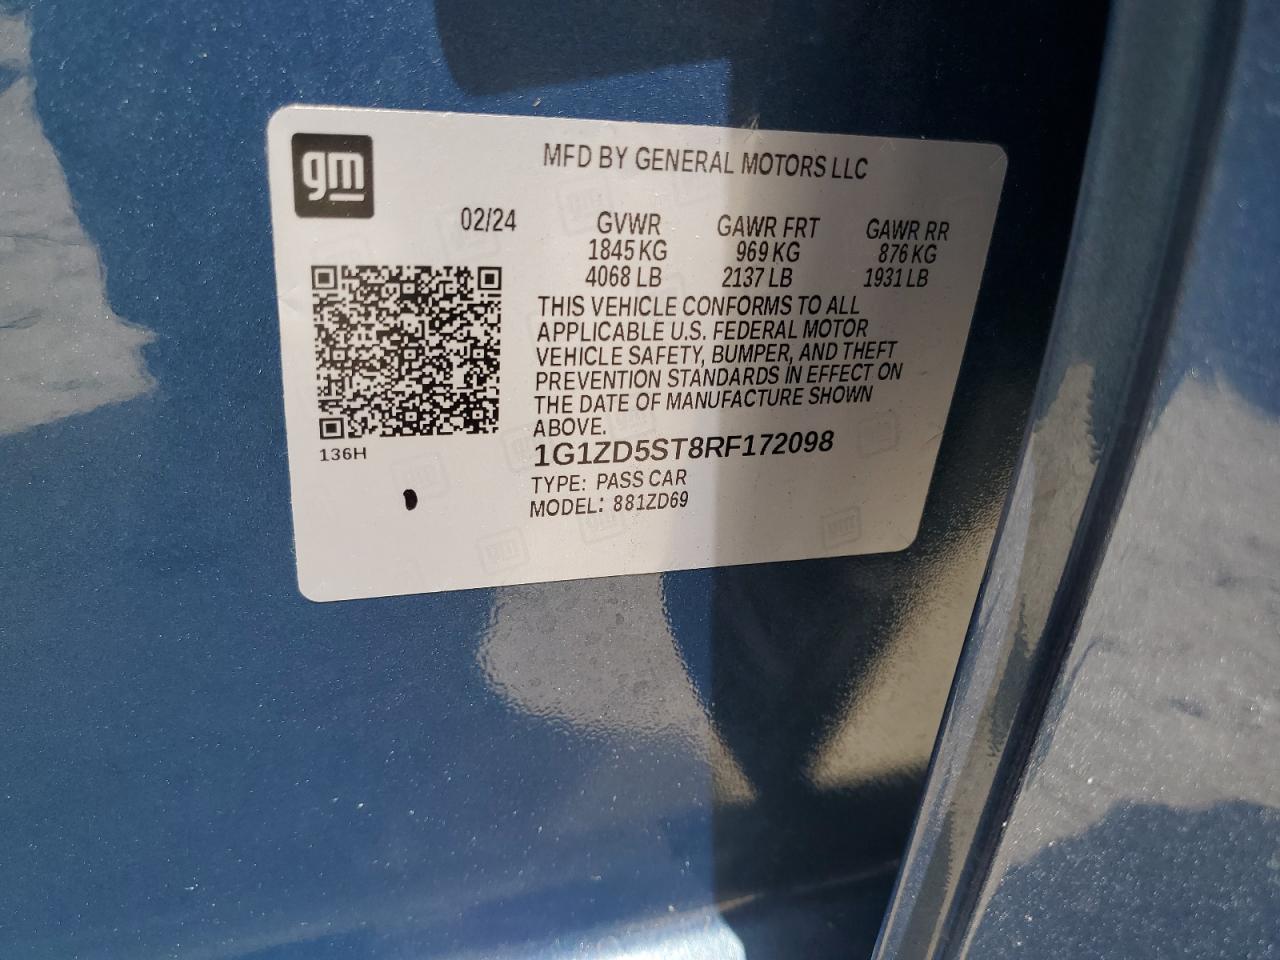 gm
MFD BY GENERAL MOTORS LLC
02/24 GVWR GAWR FRT GAWR RR
1845 KG 969 KG 876 KG
4068 LB 2137 LB 1931 LB
THIS VEHICLE CONFORMS TO ALL
APPLICABLE U.S. FEDERAL MOTOR
VEHICLE SAFETY, BUMPER, AND THEFT
PREVENTION STANDARDS IN EFFECT ON
THE DATE OF MANUFACTURE SHOWN
ABOVE.
136H
1G1ZD5ST8RF172098
TYPE: PASS CAR
MODEL: 881ZD69